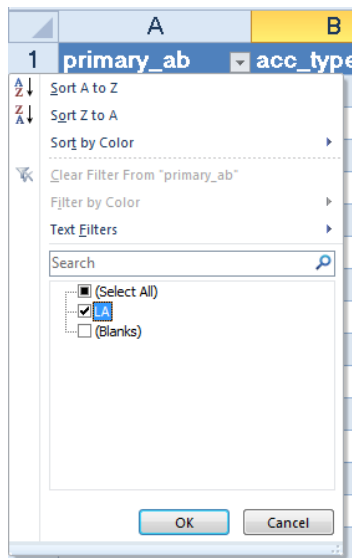 A B
1 primary_ab acc_type
Sort A to Z
Sort Z to A
Sort by Color
Clear Filter From "primary_ab"
Filter by Color
Text Filters
Search
(Select All)
LA
(Blanks)
OK Cancel